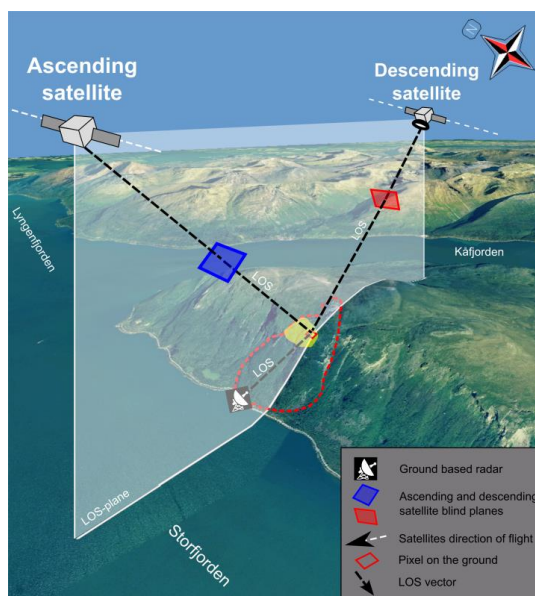 N
Ascending
satellite
Descending
satellite
Lyngenfjorden
LOS
Kåfjorden
LOS
LOS
LOS-plane
Storfjorden
Ground based radar
Ascending and descending
satellite blind planes
Satellites direction of flight
Pixel on the ground
LOS vector